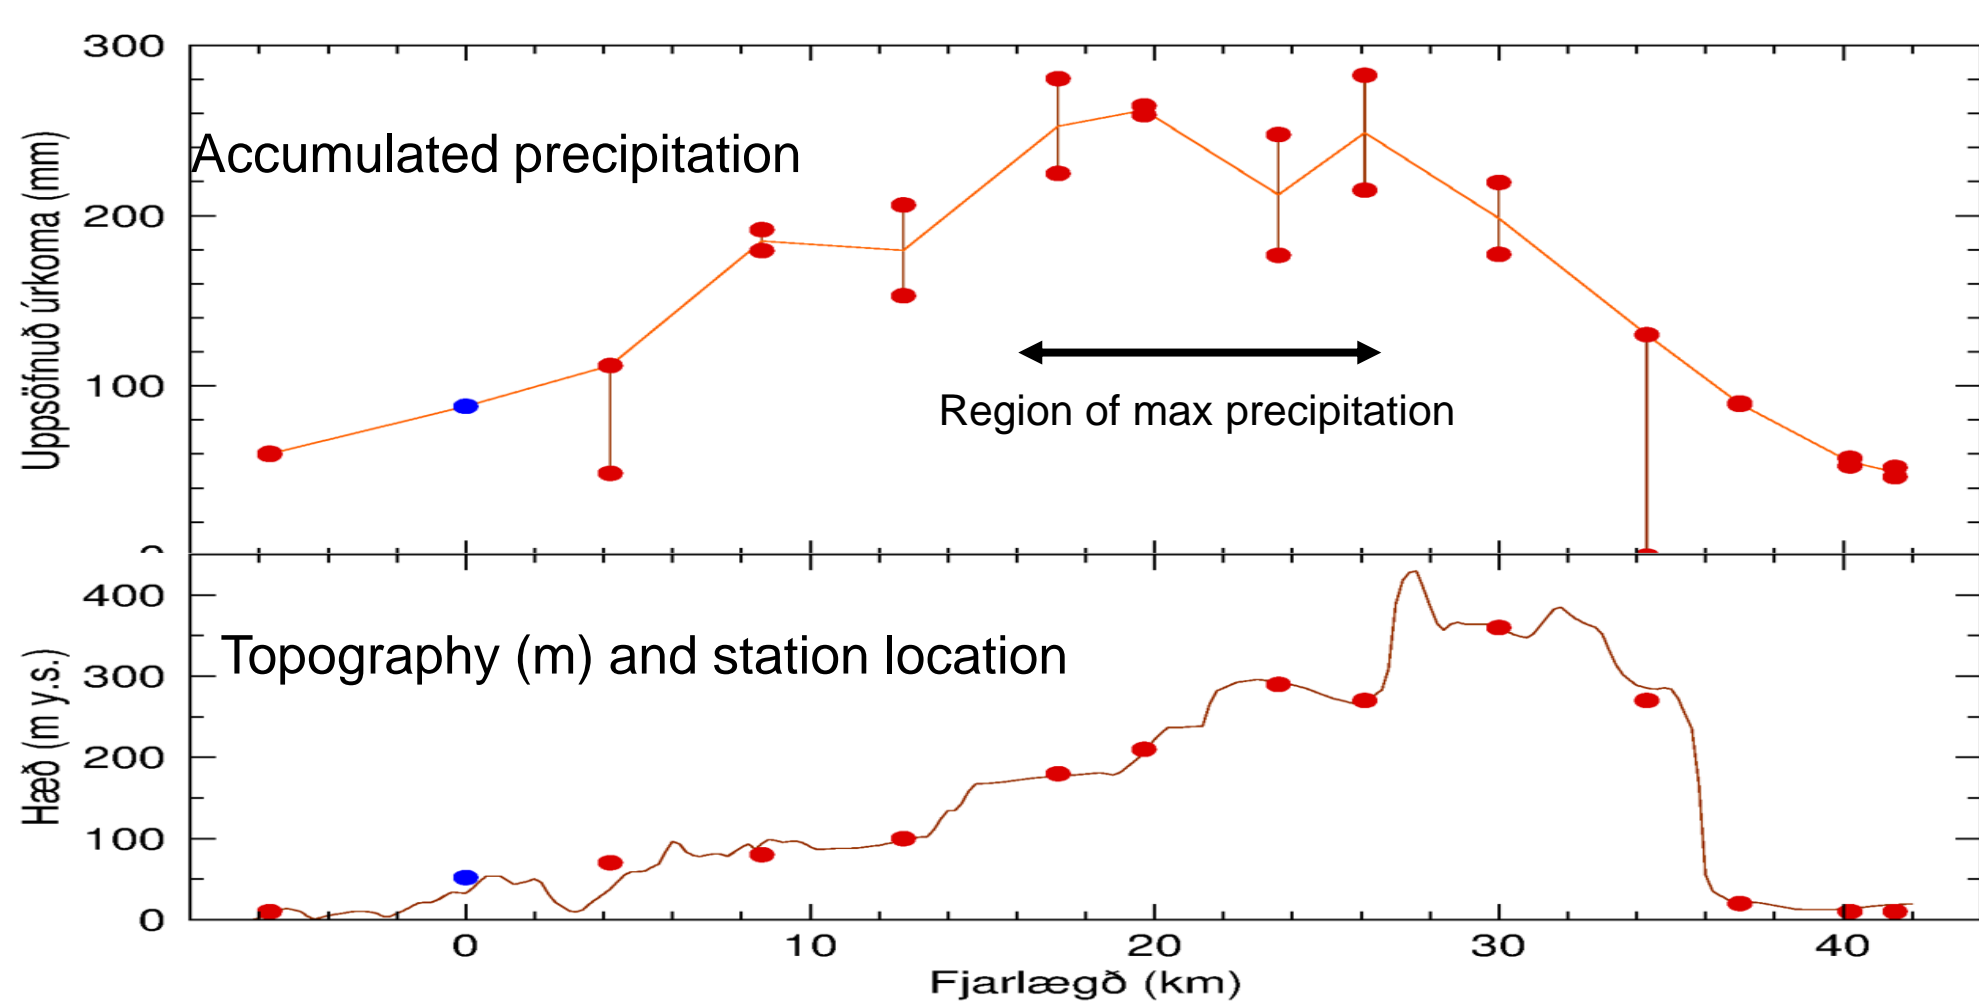 300
200
100
0
Uppsöfnuð úrkoma (mm)
Accumulated precipitation
Region of max precipitation
400
300
200
100
0
Hæð (m y.s.)
Topography (m) and station location
0 10 20 30 40
Fjarlægð (km)